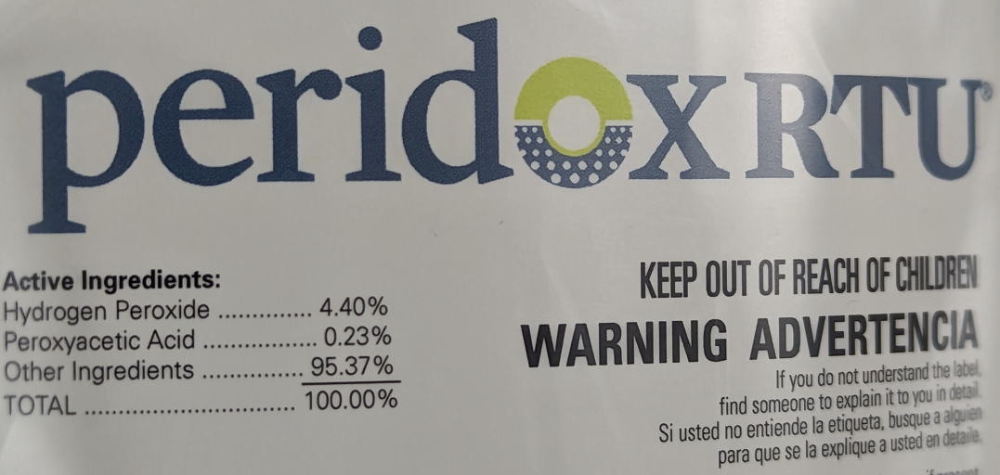 peridox RTU®
Active Ingredients:
Hydrogen Peroxide .............. 4.40%
Peroxyacetic Acid ................. 0.23%
Other Ingredients ............... 95.37%
TOTAL ............................... 100.00%
KEEP OUT OF REACH OF CHILDREN
WARNING ADVERTENCIA
If you do not understand the label,
find someone to explain it to you in detail.
Si usted no entiende la etiqueta, busque a alguien
para que se la explique a usted en detalle.